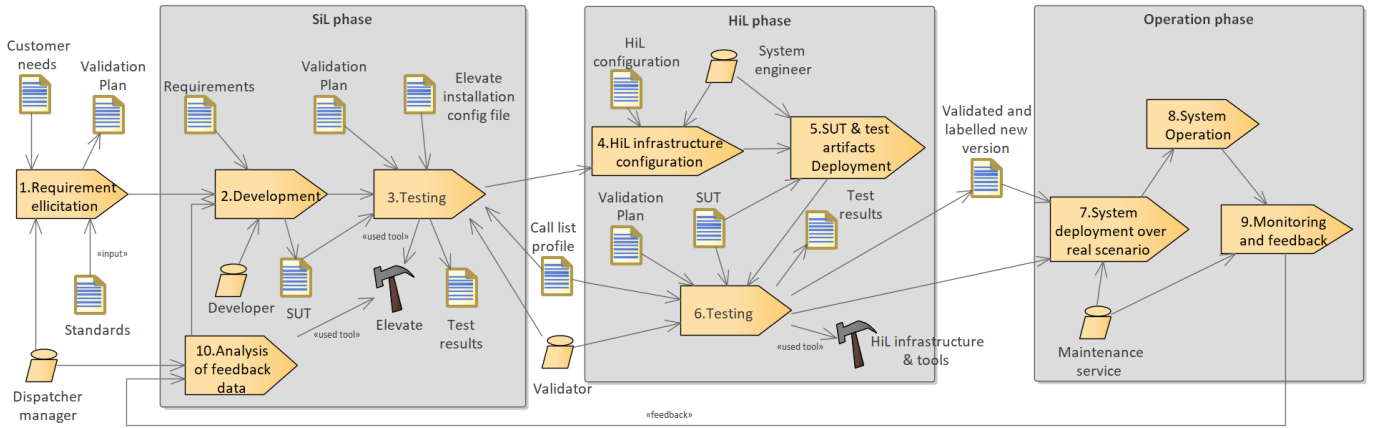 SiL phase
HiL phase
Operation phase
Customer
needs
Validation
Plan
Requirements
Validation
Plan
Elevate
installation
config file
HiL
configuration
System
engineer
Validated and
labelled new
version
8.System
Operation
1.Requirement
ellicitation
2.Development
3.Testing
4.HiL infrastructure
configuration
5.SUT & test
artifacts
Deployment
Validation
Plan
SUT
Test
results
7.System
deployment over
real scenario
9.Monitoring
and feedback
«input»
«used tool»
Call list
profile
Standards
Developer
SUT
Elevate
Test
results
6.Testing
«used tool»
«used tool»
HiL infrastructure
& tools
Maintenance
service
10.Analysis
of feedback
data
Dispatcher
manager
Validator
«feedback»